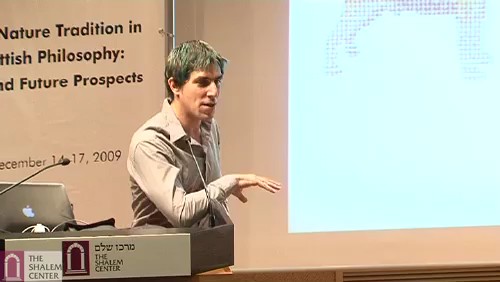 Nature Tradition in
ttish Philosophy:
nd Future Prospects
ecember 14-17, 2009
מרכז שלם
THE
SHALEM
CENTER
THE
SHALEM
CENTER